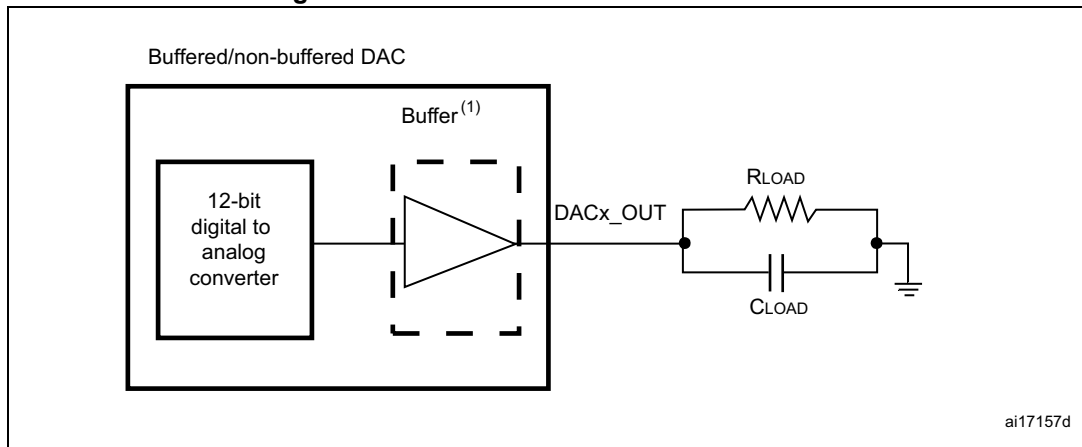 Buffered/non-buffered DAC
Buffer(1)
12-bit
digital to
analog
converter
DACx_OUT
RLOAD
CLOAD
ai17157d